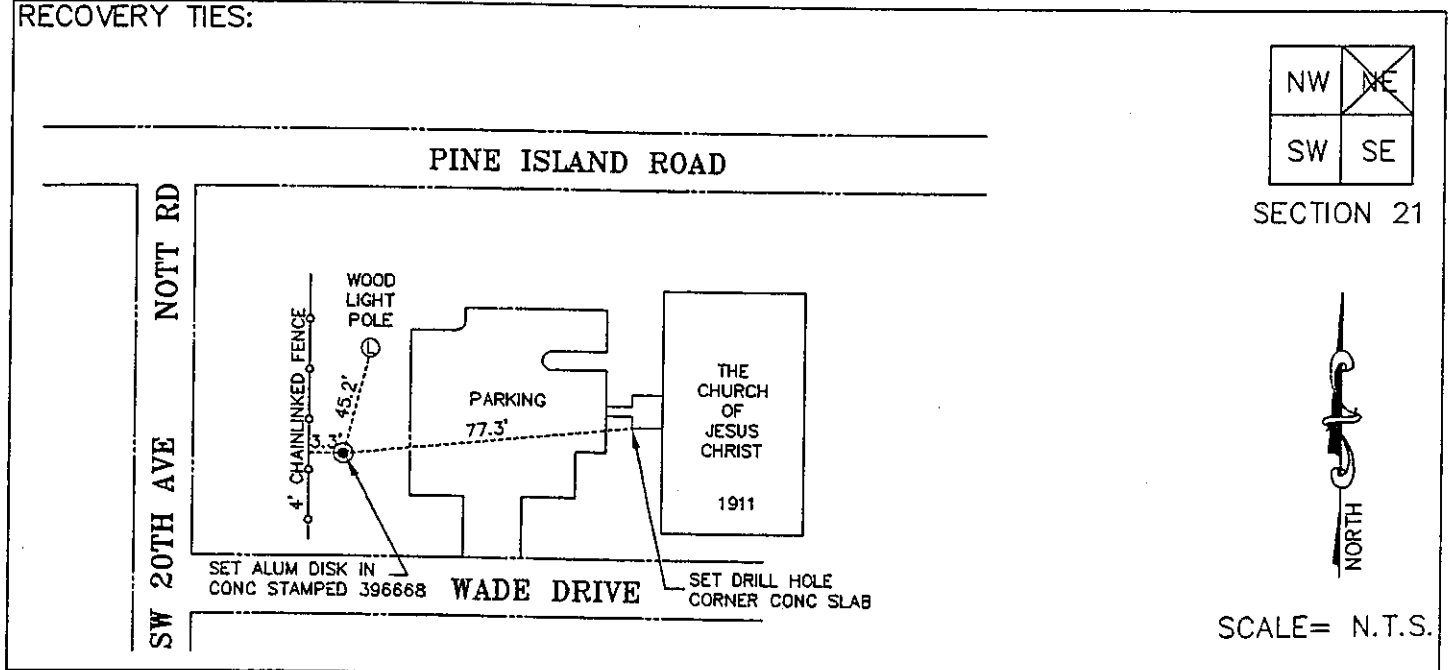 RECOVERY TIES:
NW NE
SW SE
SECTION 21
PINE ISLAND ROAD
SW 20TH AVE NOTT RD
WOOD
LIGHT
POLE
L
4' CHAINLINKED FENCE
45.2'
3.3'
PARKING
77.3'
THE
CHURCH
OF
JESUS
CHRIST
1911
SET ALUM DISK IN
CONC STAMPED 396668
WADE DRIVE
SET DRILL HOLE
CORNER CONC SLAB
NORTH
SCALE= N.T.S.